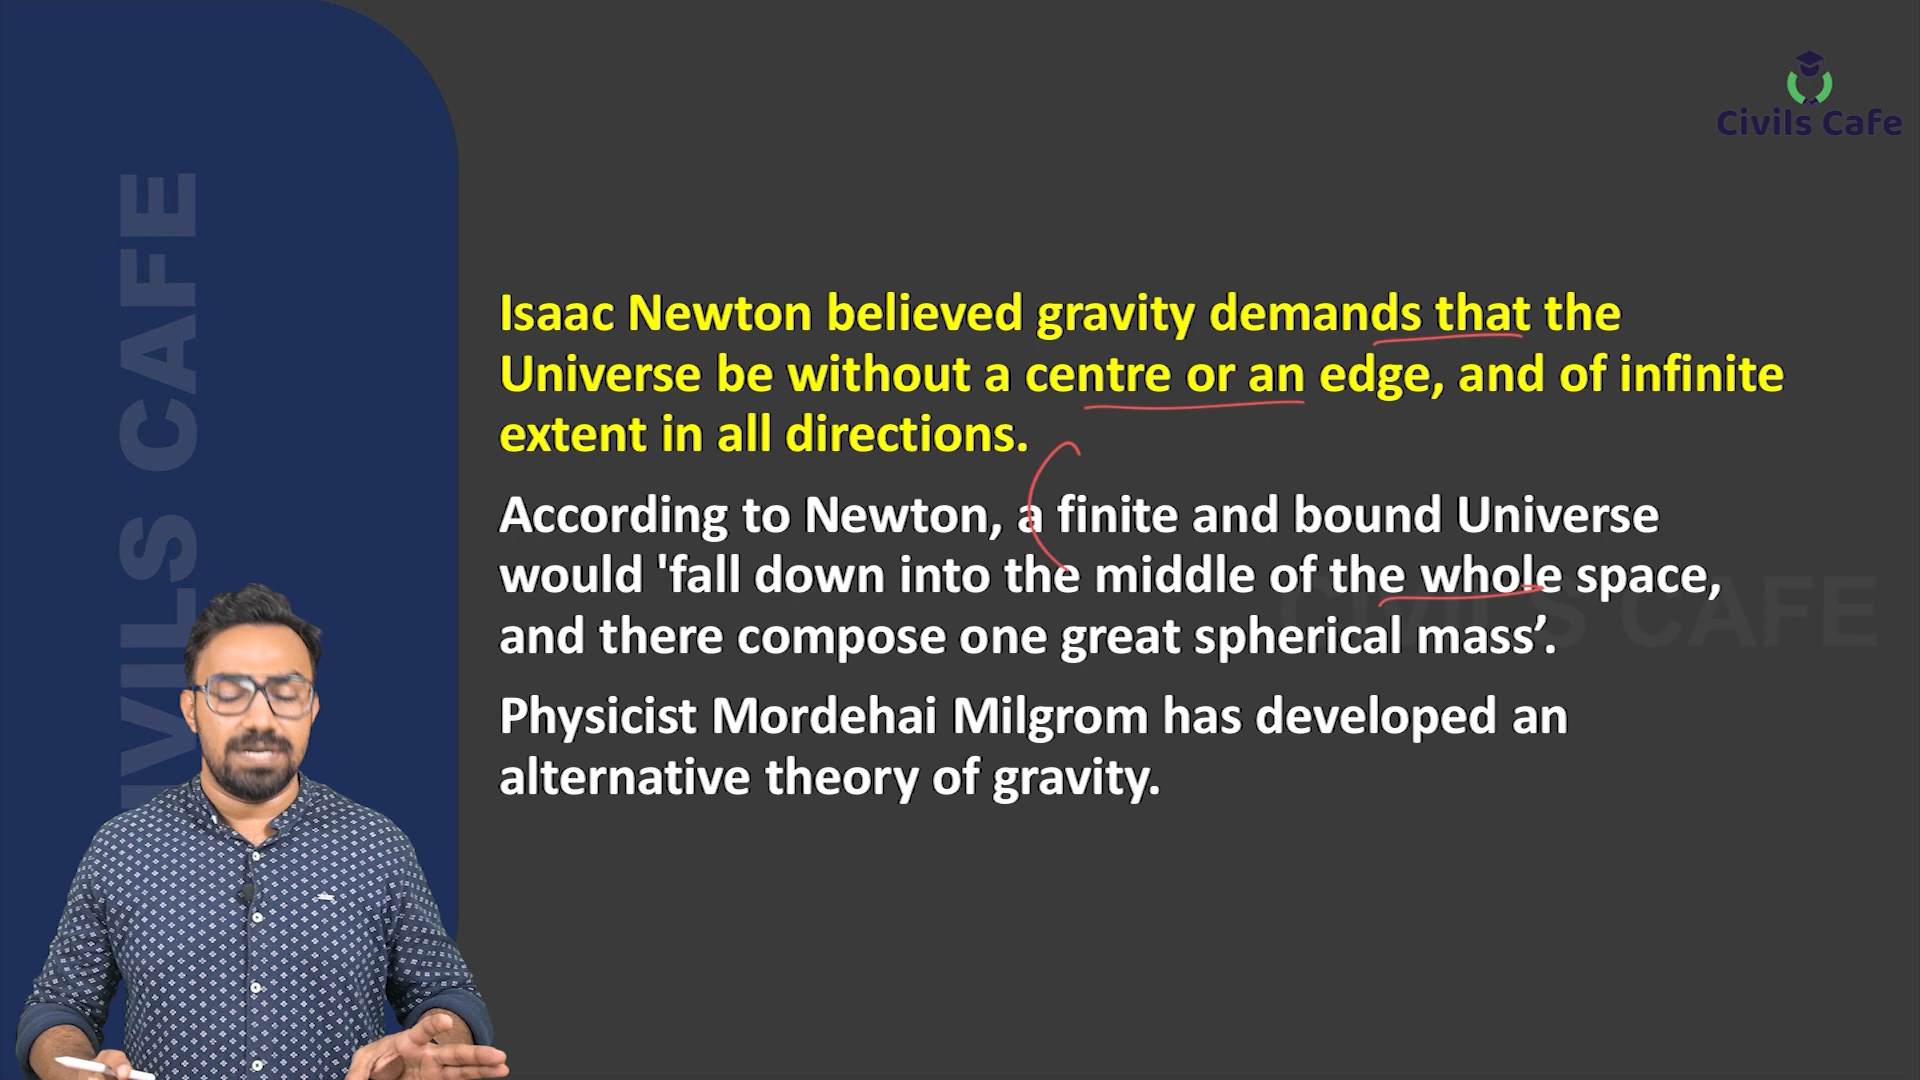 Civils Cafe
CIVILS CAFE
Isaac Newton believed gravity demands that the
Universe be without a centre or an edge, and of infinite
extent in all directions.
According to Newton, a finite and bound Universe
would 'fall down into the middle of the whole space,
and there compose one great spherical mass’.
Physicist Mordehai Milgrom has developed an
alternative theory of gravity.
CIVILS CAFE